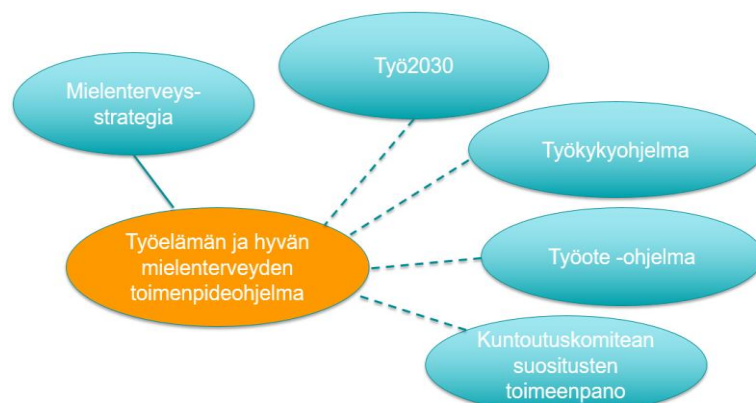 Työ2030
Mielenterveys-
strategia
Työkykyohjelma
Työelämän ja hyvän
mielenterveyden
toimenpideohjelma
Työote -ohjelma
Kuntoutuskomitean
suositusten
toimeenpano